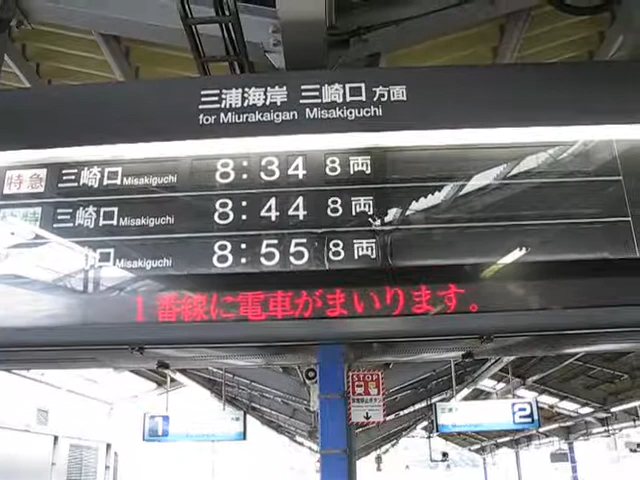 三浦海岸 三崎口 方面
for Miurakaigan Misakiguchi
特急 三崎口 Misakiguchi 8:34 8両
三崎口 Misakiguchi 8:44 8両
口 Misakiguchi 8:55 8両
1番線に電車がまいります。
STOP
1
2